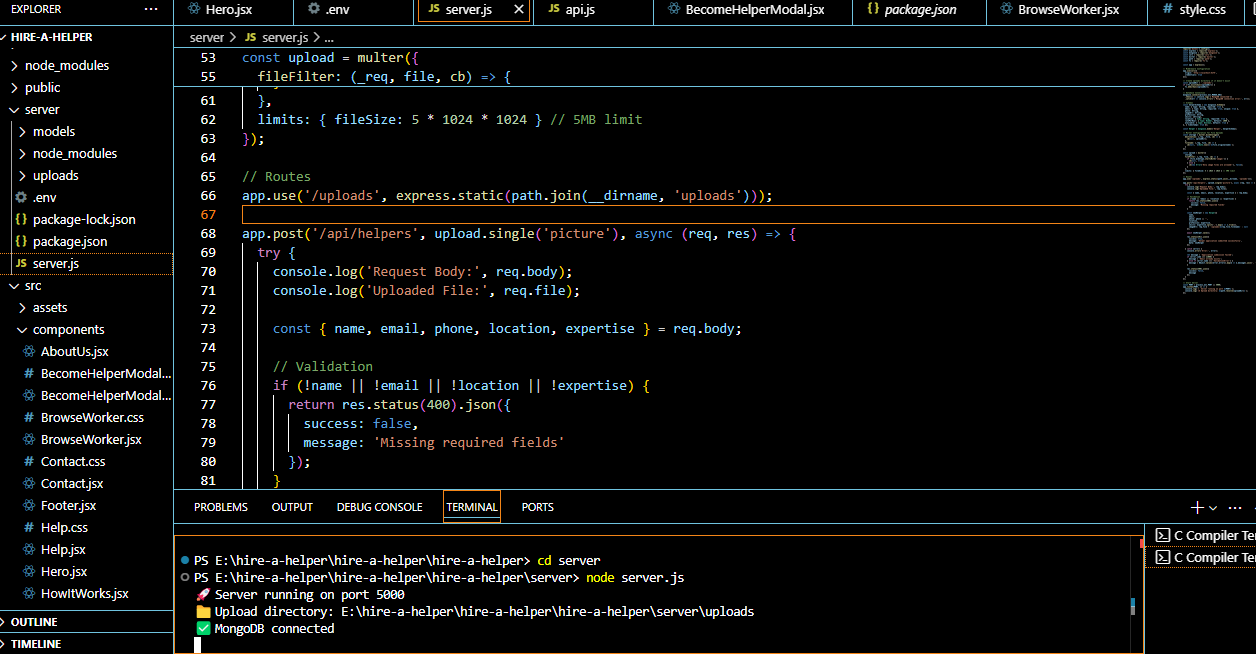 EXPLORER ...
Hero.jsx
.env
JS server.js
JS api.js
BecomeHelperModal.jsx
{} package.json
BrowseWorker.jsx
# style.css
HIRE-A-HELPER
node_modules
public
server
models
node_modules
uploads
.env
{} package-lock.json
{} package.json
JS server.js
src
assets
components
AboutUs.jsx
# BecomeHelperModal...
BecomeHelperModal...
# BrowseWorker.css
BrowseWorker.jsx
# Contact.css
Contact.jsx
Footer.jsx
# Help.css
Help.jsx
Hero.jsx
HowItWorks.jsx
OUTLINE
TIMELINE
server > JS server.js > ...
53 const upload = multer({
55 fileFilter: (_req, file, cb) => {
61 },
62 limits: { fileSize: 5 * 1024 * 1024 } // 5MB limit
63 });
64
65 // Routes
66 app.use('/uploads', express.static(path.join(__dirname, 'uploads')));
67
68 app.post('/api/helpers', upload.single('picture'), async (req, res) => {
69 try {
70 console.log('Request Body:', req.body);
71 console.log('Uploaded File:', req.file);
72
73 const { name, email, phone, location, expertise } = req.body;
74
75 // Validation
76 if (!name || !email || !location || !expertise) {
77 return res.status(400).json({
78 success: false,
79 message: 'Missing required fields'
80 });
81 }
PROBLEMS OUTPUT DEBUG CONSOLE TERMINAL PORTS
PS E:\hire-a-helper\hire-a-helper\hire-a-helper> cd server
PS E:\hire-a-helper\hire-a-helper\hire-a-helper\server> node server.js
🚀 Server running on port 5000
📁 Upload directory: E:\hire-a-helper\hire-a-helper\hire-a-helper\server\uploads
✅ MongoDB connected
C Compiler Ter
C Compiler Ter